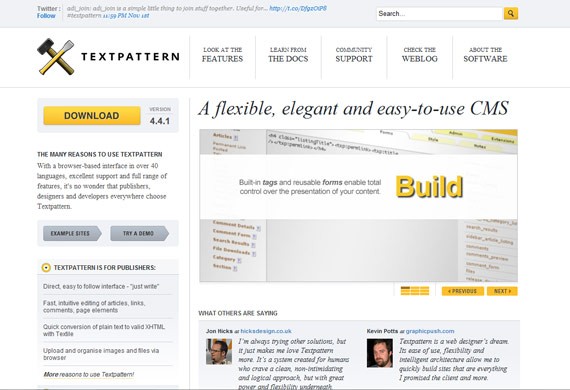 Twitter :
Follow
adi_join: adi_join is a simple little thing to join stuff together. Useful for...
#textpattern 11:59 PM Nov 1st
Search...
TEXTPATTERN
LOOK AT THE
FEATURES
LEARN FROM
THE DOCS
COMMUNITY
SUPPORT
CHECK THE
WEBLOG
ABOUT THE
SOFTWARE
DOWNLOAD
VERSION
4.4.1
THE MANY REASONS TO USE TEXTPATTERN
With a browser-based interface in over 40
languages, excellent support and full range of
features, it's no wonder that publishers,
designers and developers everywhere choose
Textpattern.
EXAMPLE SITES
TRY A DEMO
TEXTPATTERN IS FOR PUBLISHERS:
Direct, easy to follow interface - "just write"
Fast, intuitive editing of articles, links,
comments, page elements
Quick conversion of plain text to valid XHTML
with Textile
Upload and organise images and files via
browser
More reasons to use Textpattern!
A flexible, elegant and easy-to-use CMS
Articles
Built-in tags and reusable forms enable total
control over the presentation of your content.
Build
Comment Details
Comment Form
Search Results
File Downloads
Category
Section
search_results
comments
comments_form
files
PREVIOUS
NEXT
WHAT OTHERS ARE SAYING
Jon Hicks at hicksdesign.co.uk
I'm always trying other solutions, but
it just makes me love Textpattern
more. It's a system created for humans
who crave a clean, non-intimidating
and logical approach, but with great
power and flexibility underneath.
Kevin Potts at graphicpush.com
Textpattern is a web designer's dream.
Its ease of use, flexibility and
intelligent architecture allow me to
quickly build sites that are everything
I promised the client and more.